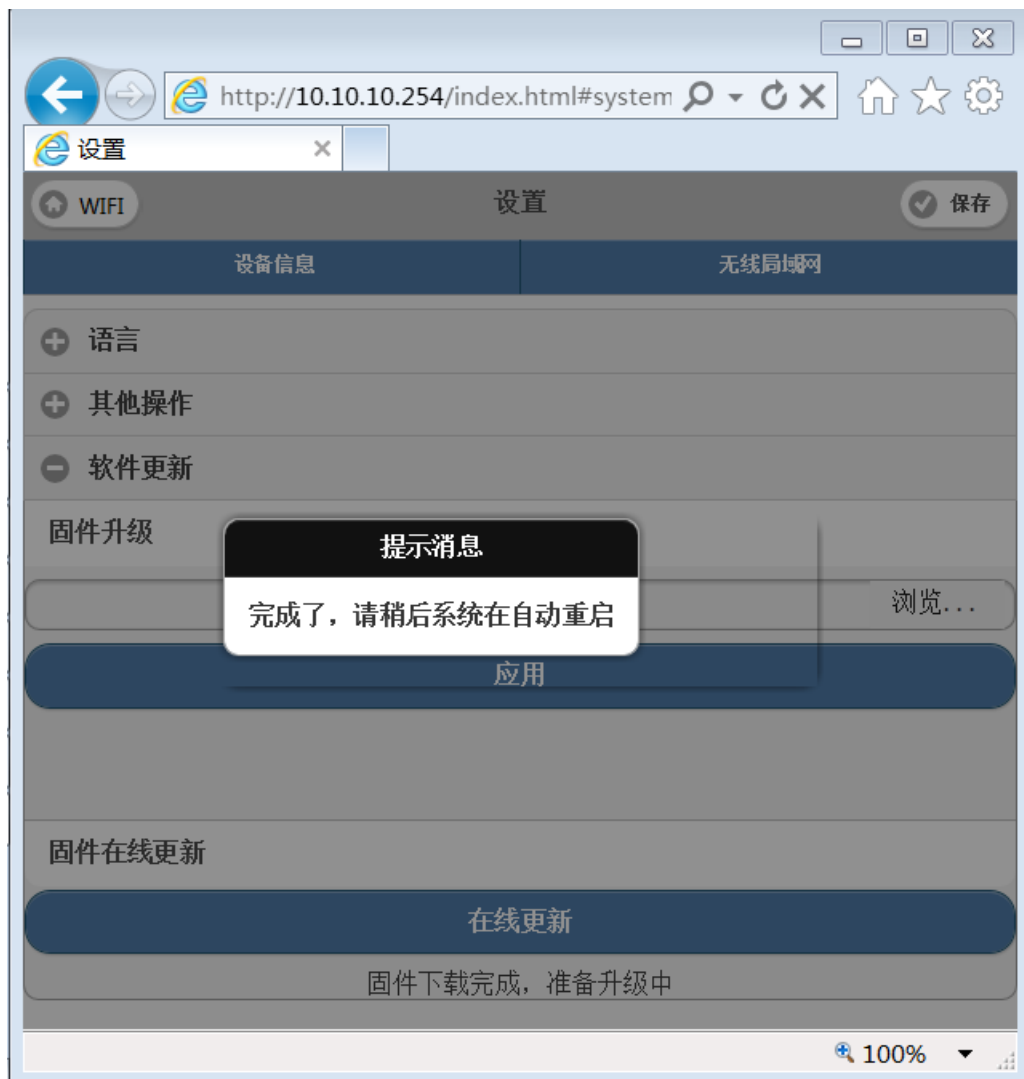 http://10.10.10.254/index.html#system
设置
WIFI
设置
保存
设备信息
无线局域网
语言
其他操作
软件更新
固件升级
提示消息
完成了，请稍后系统在自动重启
浏览...
应用
固件在线更新
在线更新
固件下载完成，准备升级中
100%